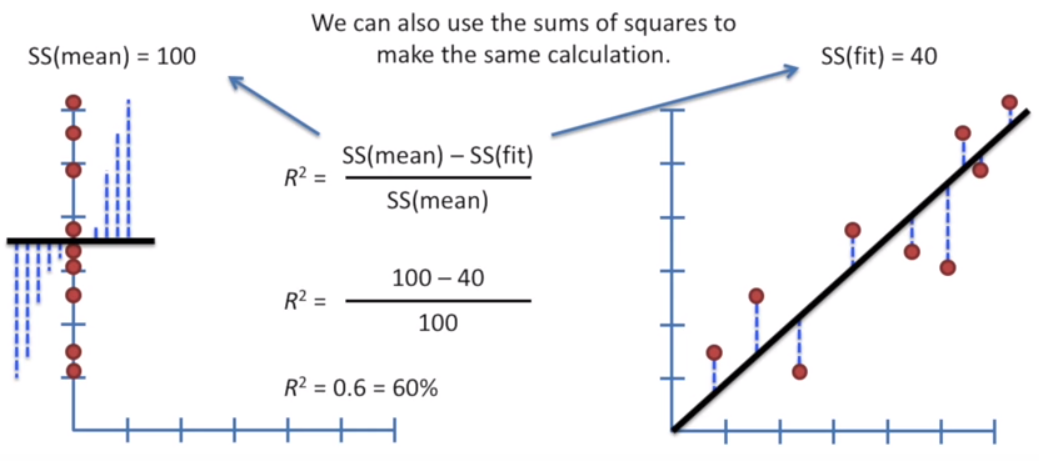 We can also use the sums of squares to
make the same calculation.
SS(mean) = 100
SS(fit) = 40
R² = SS(mean) – SS(fit)
SS(mean)
R² = 100 – 40
100
R² = 0.6 = 60%